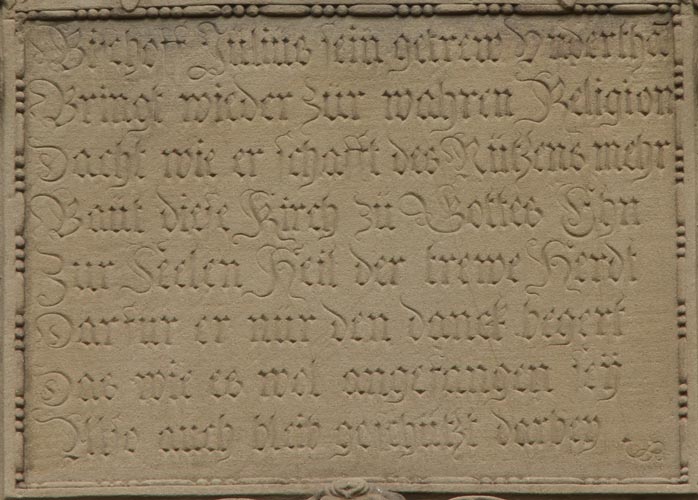 Bischoff Julius sein getrew Underthan
Bringt wieder zur wahren Religion
Dacht wie er schafft des Nützens mehr
Baut diese Kirch zu Gottes Ehn
Zur Seelen Heil der trewe Herdt
Darfur er nur den danck begert
Das wie es wol angefangen sey
Also auch bleib geschützt darbey .